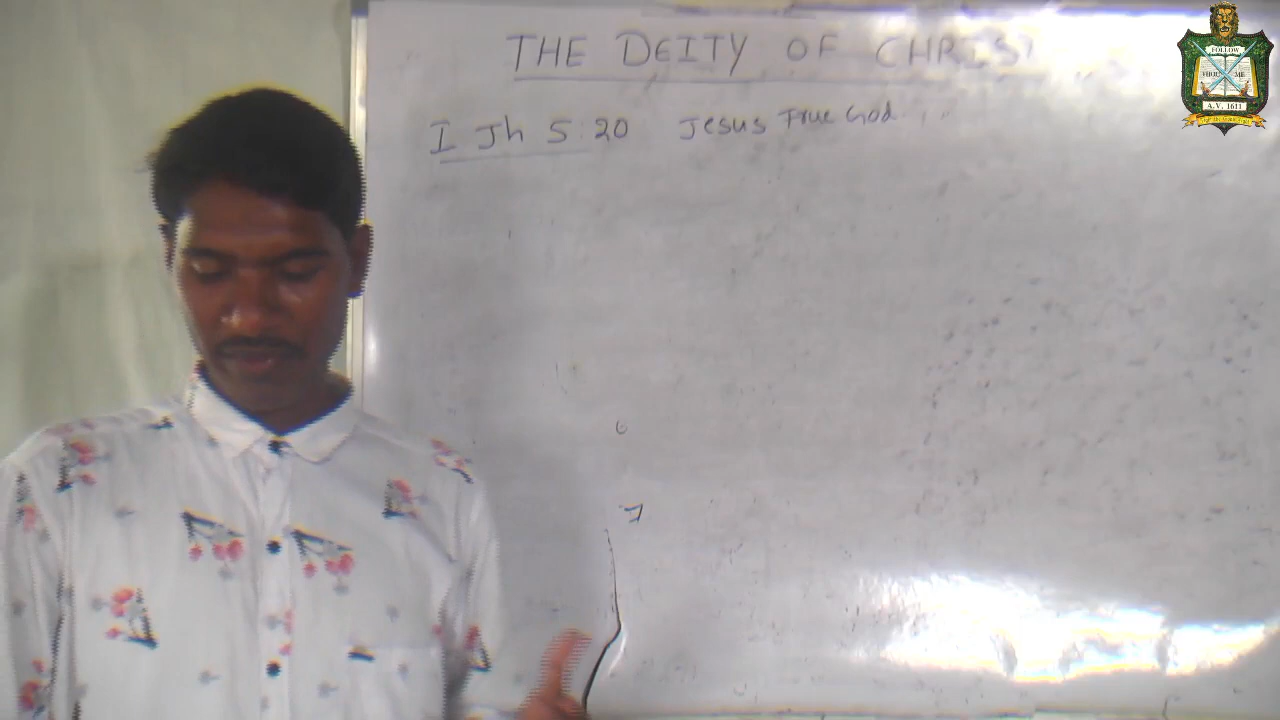 THE DEITY OF CHRIST
I Jh 5:20 Jesus True God
FOLLOW
THOU ME
A.V. 1611